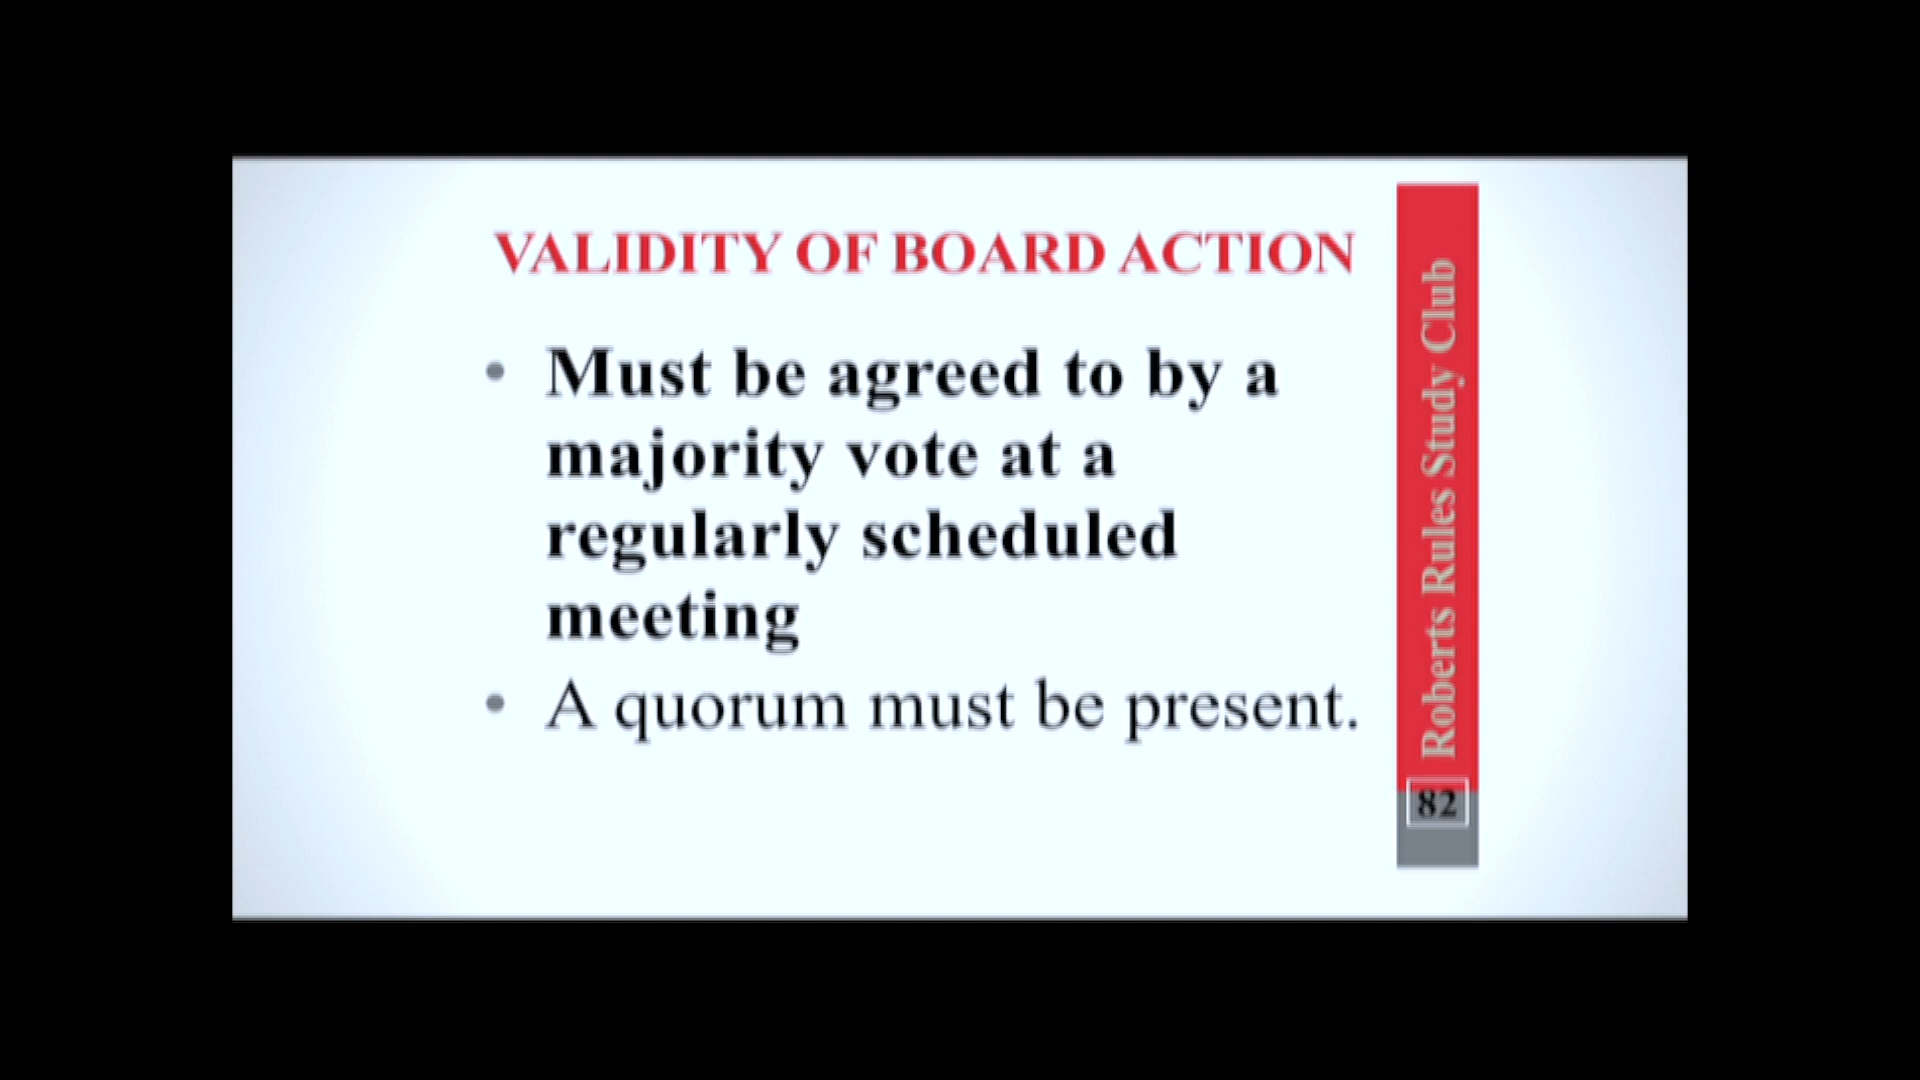 VALIDITY OF BOARD ACTION
• Must be agreed to by a
majority vote at a
regularly scheduled
meeting
• A quorum must be present.
Roberts Rules Study Club
82